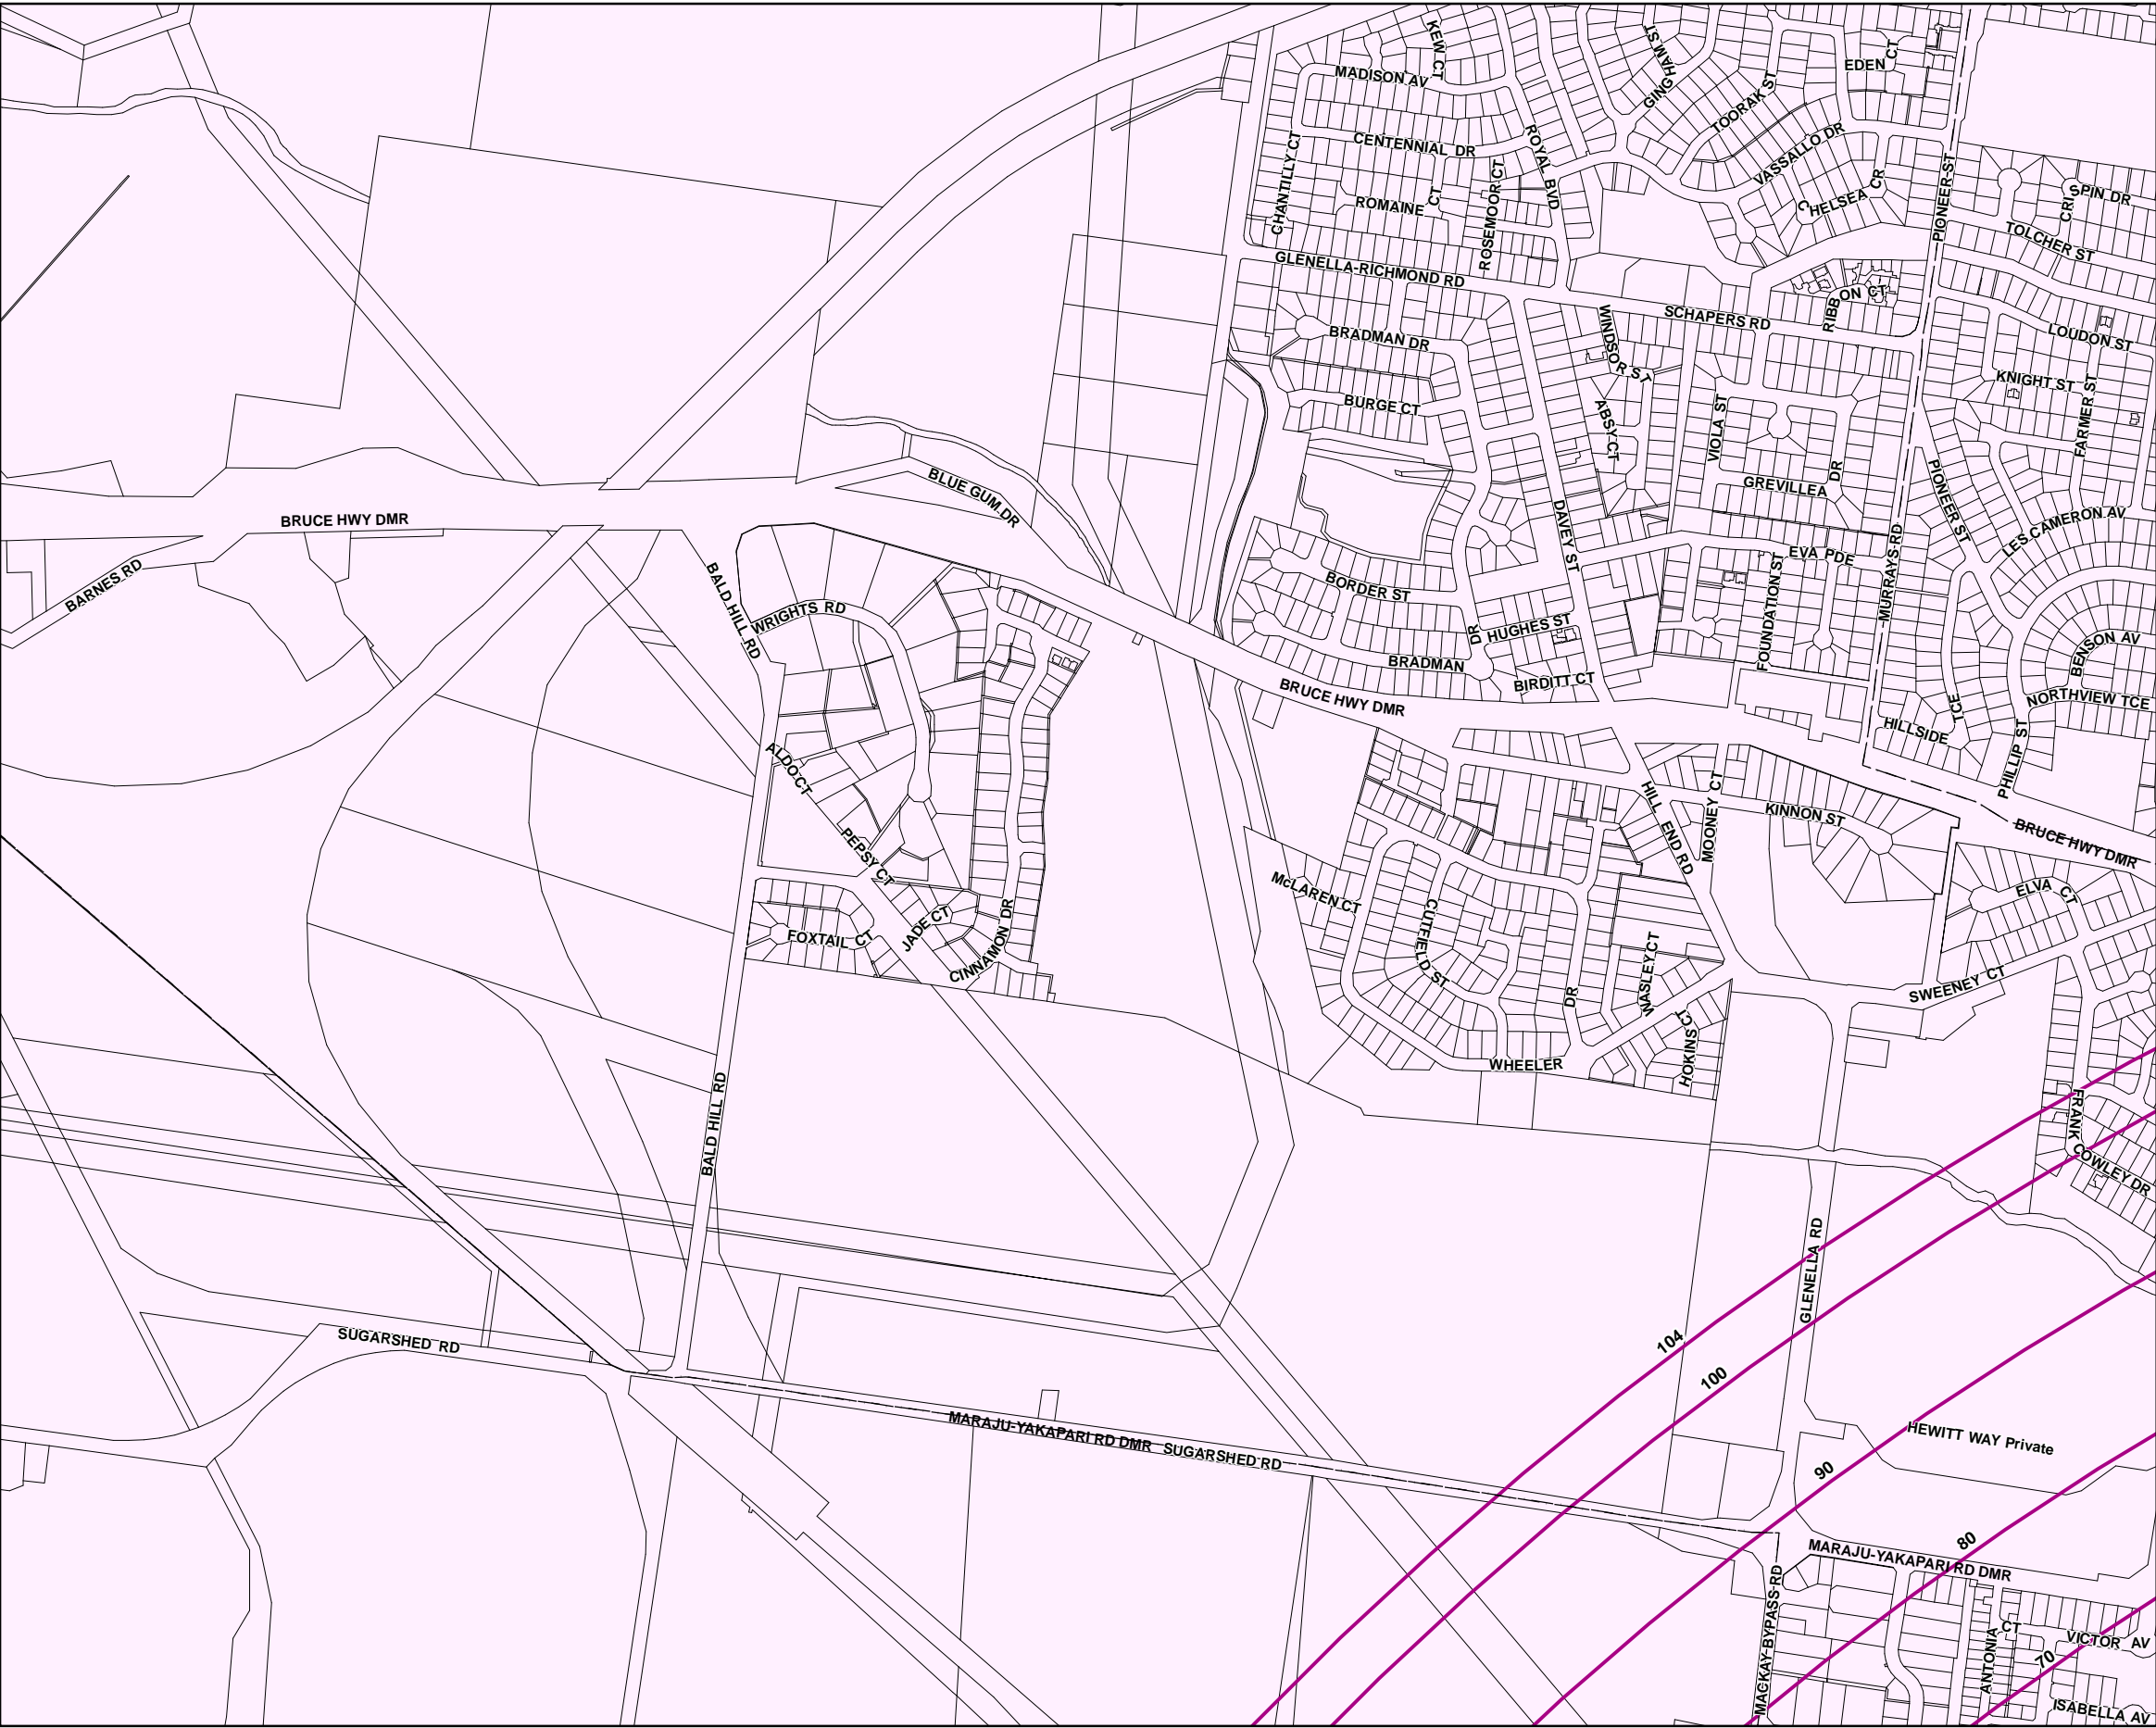 KEW CT
GINGHAM ST
EDEN CT
MADISON AV
TOORAK ST
CENTENNIAL DR
ROYAL BVD
VASSALLO DR
CHANTILLY CT
ROMAINE CT
ROSEMOOR CT
CHELSEA CR
PIONEER ST
CRL
SPIN DR
TOLCHER ST
GLENELLA-RICHMOND RD
RIBBON CT
SCHAPERS RD
BRADMAN DR
WINDSOR ST
LOUDON ST
KNIGHT ST
BURGE CT
ABSY CT
VIOLA ST
FARMER ST
BLUE GUM DR
GREVILLEA DR
PIONEER ST
BRUCE HWY DMR
DAVEY ST
LES CAMERON AV
EVA PDE
MURRAYS RD
BARNES RD
BALD HILL RD
BORDER ST
FOUNDATION ST
WRIGHTS RD
HUGHES ST
BENSON AV
BRADMAN DR
BIRDITT CT
BRUCE HWY DMR
NORTHVIEW TCE
HILLSIDE TCE
PHILLIP ST
ALDO CT
HILL END RD
MOONEY CT
KINNON ST
BRUCE HWY DMR
PEPSY CT
McLAREN CT
ELVA CT
JADE CT
FOXTAIL CT
CINNAMON DR
CUTFIELD ST
NASLEY CT
SWEENEY CT
HOKINS CT
WHEELER DR
BALD HILL RD
FRANK COWLEY DR
GLENELLA RD
SUGARSHED RD
104
100
MARAJU-YAKAPARI RD DMR
SUGARSHED RD
HEWITT WAY Private
90
80
MARAJU-YAKAPARI RD DMR
MACKAY-BYPASS RD
ANTONIA CT
VICTOR AV
70
ISABELLA AV